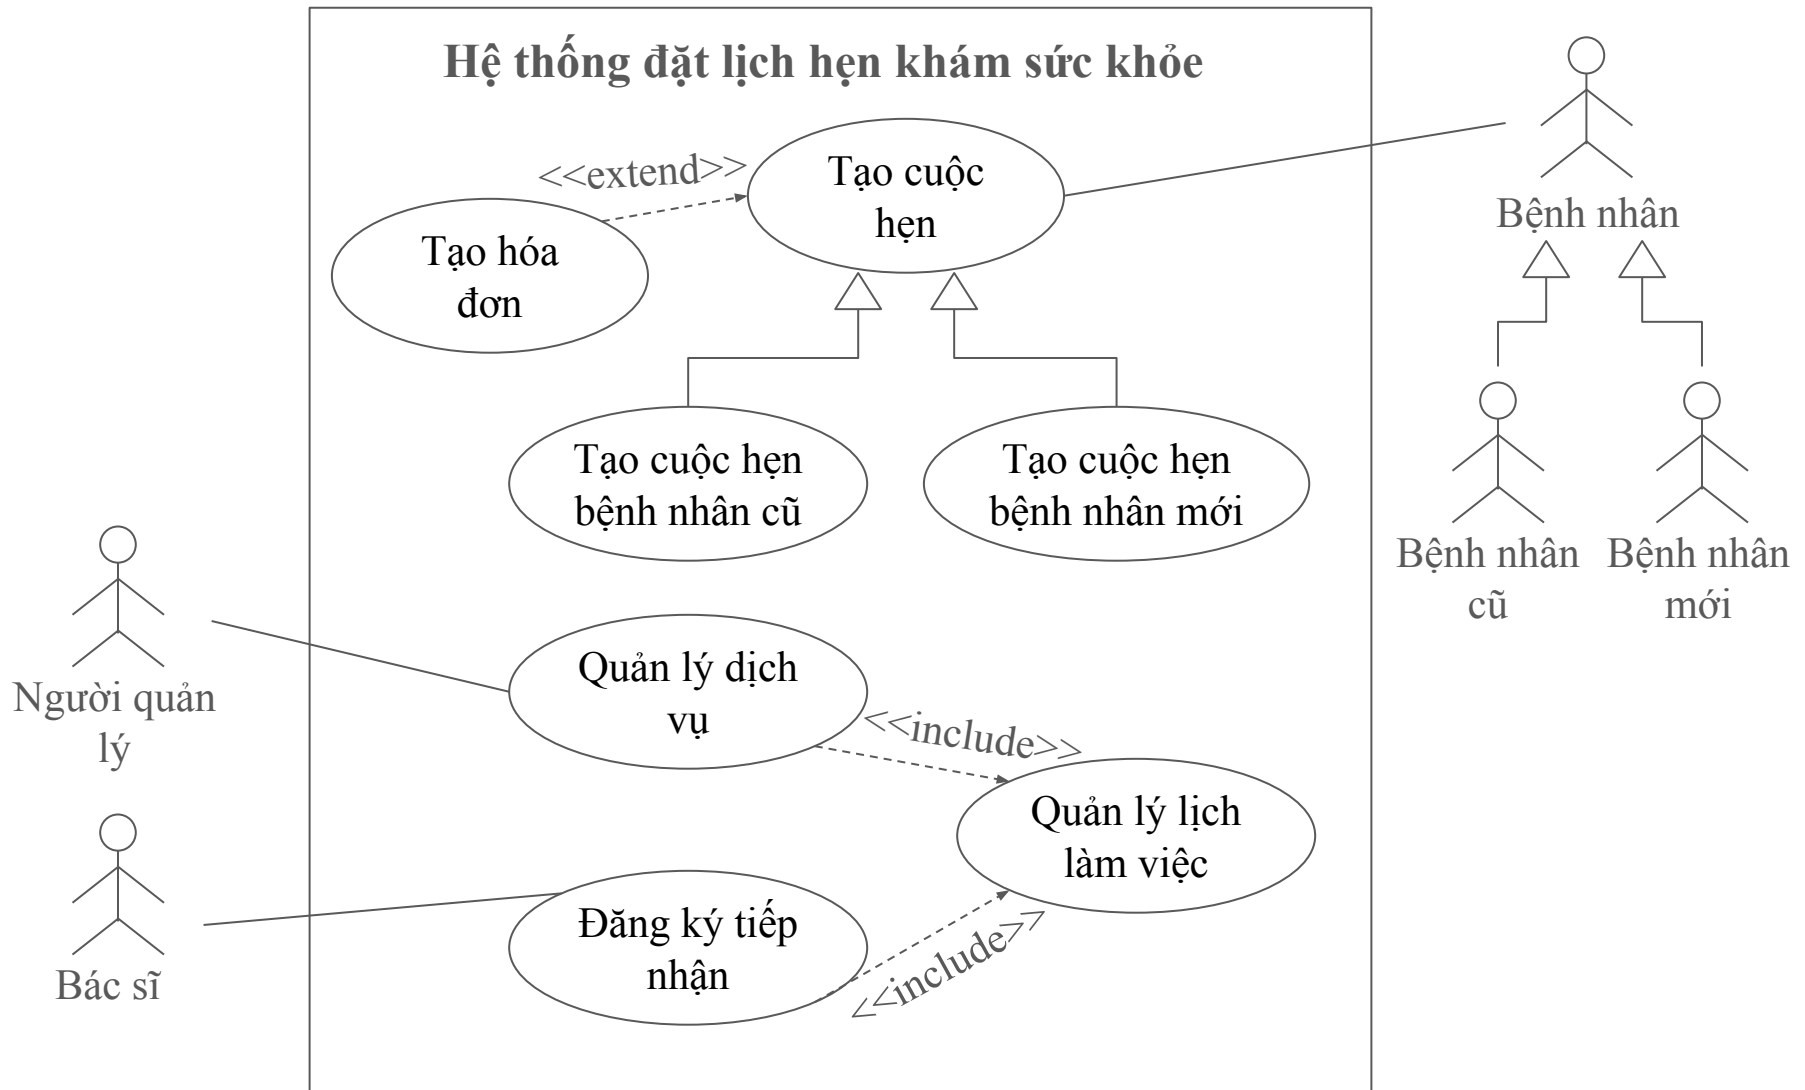 Hệ thống đặt lịch hẹn khám sức khỏe
<<extend>>
Tạo cuộc
hẹn
Tạo hóa
đơn
Bệnh nhân
Tạo cuộc hẹn
bệnh nhân cũ
Tạo cuộc hẹn
bệnh nhân mới
Bệnh nhân
cũ
Bệnh nhân
mới
Người quản
lý
Quản lý dịch
vụ
<<include>>
Quản lý lịch
làm việc
Bác sĩ
Đăng ký tiếp
nhận
<<include>>